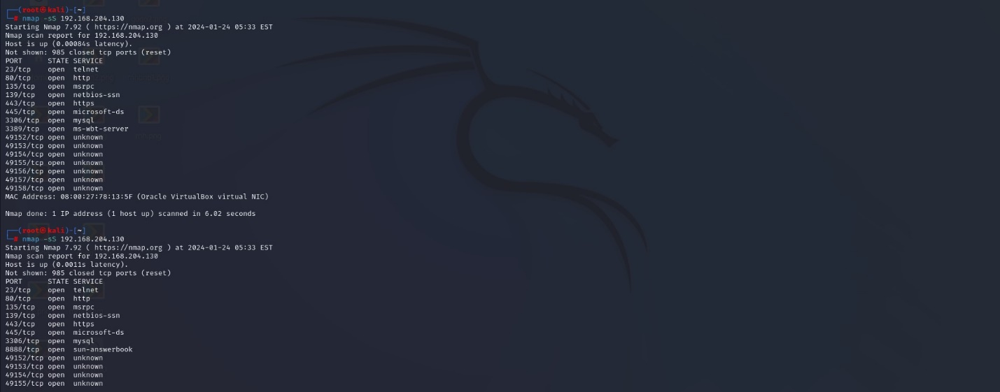 ┌──(root㉿kali)-[~]
└─# nmap -sS 192.168.204.130
Starting Nmap 7.92 ( https://nmap.org ) at 2024-01-24 05:33 EST
Nmap scan report for 192.168.204.130
Host is up (0.00084s latency).
Not shown: 985 closed tcp ports (reset)
PORT      STATE SERVICE
23/tcp    open  telnet
80/tcp    open  http
135/tcp   open  msrpc
139/tcp   open  netbios-ssn
443/tcp   open  https
445/tcp   open  microsoft-ds
3306/tcp  open  mysql
3389/tcp  open  ms-wbt-server
49152/tcp open  unknown
49153/tcp open  unknown
49154/tcp open  unknown
49155/tcp open  unknown
49156/tcp open  unknown
49157/tcp open  unknown
49158/tcp open  unknown
MAC Address: 08:00:27:78:13:5F (Oracle VirtualBox virtual NIC)
Nmap done: 1 IP address (1 host up) scanned in 6.02 seconds
┌──(root㉿kali)-[~]
└─# nmap -sS 192.168.204.130
Starting Nmap 7.92 ( https://nmap.org ) at 2024-01-24 05:33 EST
Nmap scan report for 192.168.204.130
Host is up (0.0011s latency).
Not shown: 985 closed tcp ports (reset)
PORT      STATE SERVICE
23/tcp    open  telnet
80/tcp    open  http
135/tcp   open  msrpc
139/tcp   open  netbios-ssn
443/tcp   open  https
445/tcp   open  microsoft-ds
3306/tcp  open  mysql
8888/tcp  open  sun-answerbook
49152/tcp open  unknown
49153/tcp open  unknown
49154/tcp open  unknown
49155/tcp open  unknown